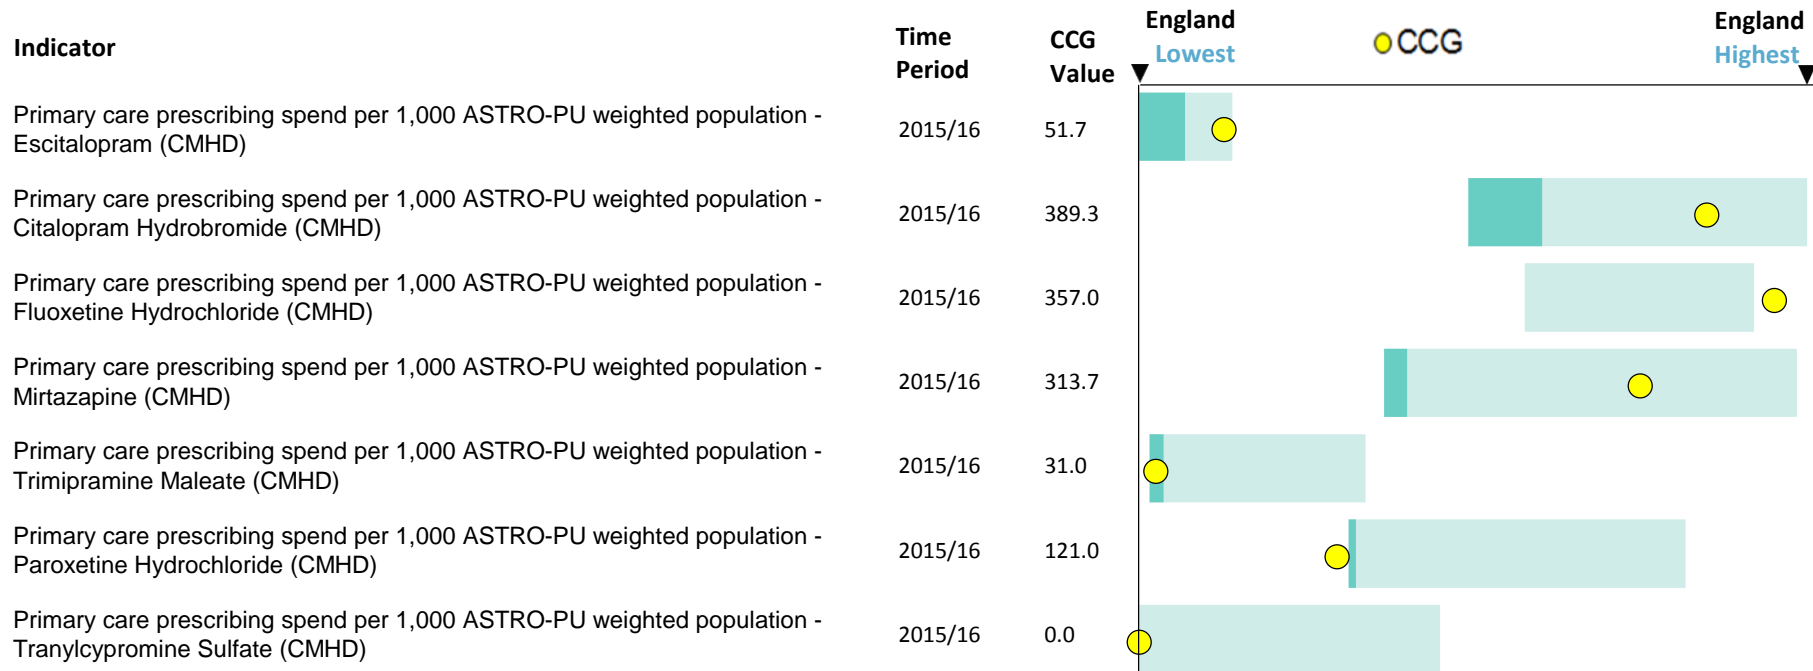 Indicator
Time
Period
CCG
Value
England
Lowest
CCG
England
Highest
Primary care prescribing spend per 1,000 ASTRO-PU weighted population -
Escitalopram (CMHD)
2015/16
51.7
Primary care prescribing spend per 1,000 ASTRO-PU weighted population -
Citalopram Hydrobromide (CMHD)
2015/16
389.3
Primary care prescribing spend per 1,000 ASTRO-PU weighted population -
Fluoxetine Hydrochloride (CMHD)
2015/16
357.0
Primary care prescribing spend per 1,000 ASTRO-PU weighted population -
Mirtazapine (CMHD)
2015/16
313.7
Primary care prescribing spend per 1,000 ASTRO-PU weighted population -
Trimipramine Maleate (CMHD)
2015/16
31.0
Primary care prescribing spend per 1,000 ASTRO-PU weighted population -
Paroxetine Hydrochloride (CMHD)
2015/16
121.0
Primary care prescribing spend per 1,000 ASTRO-PU weighted population -
Tranylcypromine Sulfate (CMHD)
2015/16
0.0